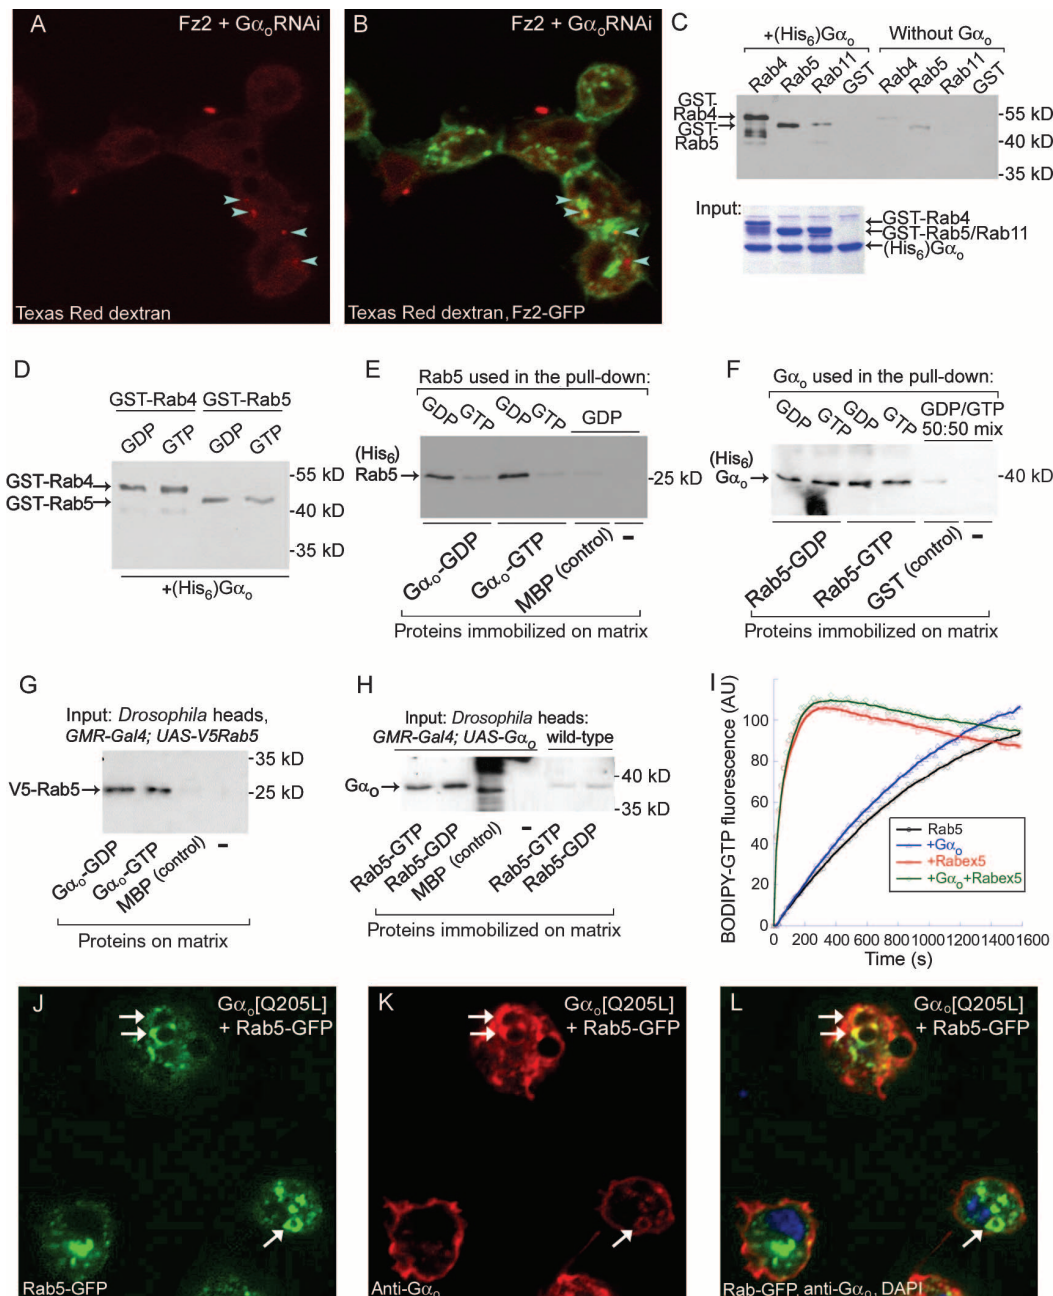 A
Fz2 + GαoRNAi
Texas Red dextran
B
Fz2 + GαoRNAi
Texas Red dextran, Fz2-GFP
C
+(His6)Gαo
Without Gαo
Rab4 Rab5 Rab11 GST Rab4 Rab5 Rab11 GST
GST-Rab4
GST-Rab5
-55 kD
-40 kD
-35 kD
Input:
GST-Rab4
GST-Rab5/Rab11
(His6)Gαo
D
GST-Rab4 GST-Rab5
GDP GTP GDP GTP
GST-Rab4
GST-Rab5
-55 kD
-40 kD
-35 kD
+(His6)Gαo
E
Rab5 used in the pull-down:
GDP GTP GDP GTP GDP
(His6)
Rab5
-25 kD
Gαo-GDP
Gαo-GTP
MBP (control)
-
Proteins immobilized on matrix
F
Gαo used in the pull-down:
GDP GTP GDP GTP GDP/GTP
50:50 mix
(His6)
Gαo
-40 kD
Rab5-GDP
Rab5-GTP
GST (control)
-
Proteins immobilized on matrix
G
Input: Drosophila heads,
GMR-Gal4; UAS-V5Rab5
-35 kD
V5-Rab5
-25 kD
Gαo-GDP
Gαo-GTP
MBP (control)
-
Proteins on matrix
H
Input: Drosophila heads:
GMR-Gal4; UAS-Gαo wild-type
Gαo
-40 kD
-35 kD
Rab5-GTP
Rab5-GDP
MBP (control)
-
Rab5-GTP
Rab5-GDP
Proteins immobilized on matrix
I
BODIPY-GTP fluorescence (AU)
100
80
60
40
20
0
Rab5
+Gαo
+Rabex5
+Gαo+Rabex5
0 200 400 600 800 1000 1200 1400 1600
Time (s)
J
Gαo[Q205L]
+ Rab5-GFP
Rab5-GFP
K
Gαo[Q205L]
+ Rab5-GFP
Anti-Gαo
L
Gαo[Q205L]
+ Rab5-GFP
Rab-GFP, anti-Gαo, DAPI